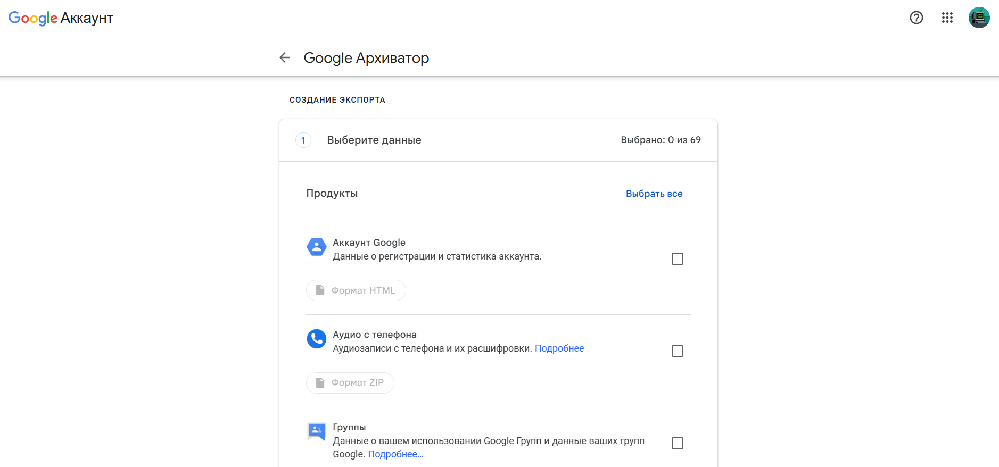 Google Аккаунт
Google Архиватор
СОЗДАНИЕ ЭКСПОРТА
1 Выберите данные Выбрано: 0 из 69
Продукты Выбрать все
Аккаунт Google
Данные о регистрации и статистика аккаунта.
Формат HTML
Аудио с телефона
Аудиозаписи с телефона и их расшифровки. Подробнее
Формат ZIP
Группы
Данные о вашем использовании Google Групп и данные ваших групп
Google. Подробнее…